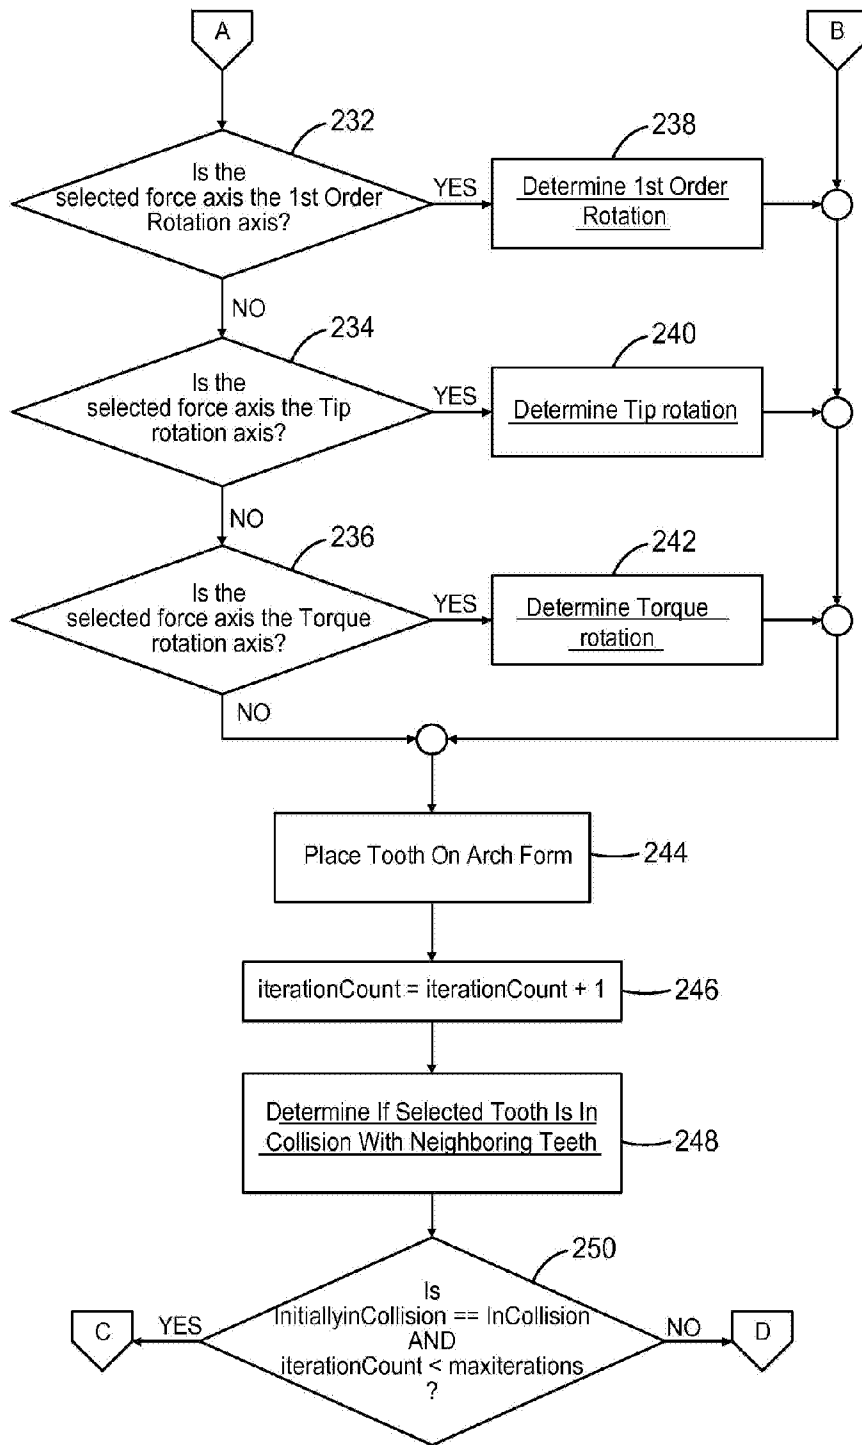 A
B
232
Is the
selected force axis the 1st Order
Rotation axis?
YES
238
Determine 1st Order
Rotation
NO
234
Is the
selected force axis the Tip
rotation axis?
YES
240
Determine Tip rotation
NO
236
Is the
selected force axis the Torque
rotation axis?
YES
242
Determine Torque
rotation
NO
Place Tooth On Arch Form
244
iterationCount = iterationCount + 1
246
Determine If Selected Tooth Is In
Collision With Neighboring Teeth
248
250
Is
InitiallyinCollision == InCollision
AND
iterationCount < maxiterations
?
YES
C
NO
D